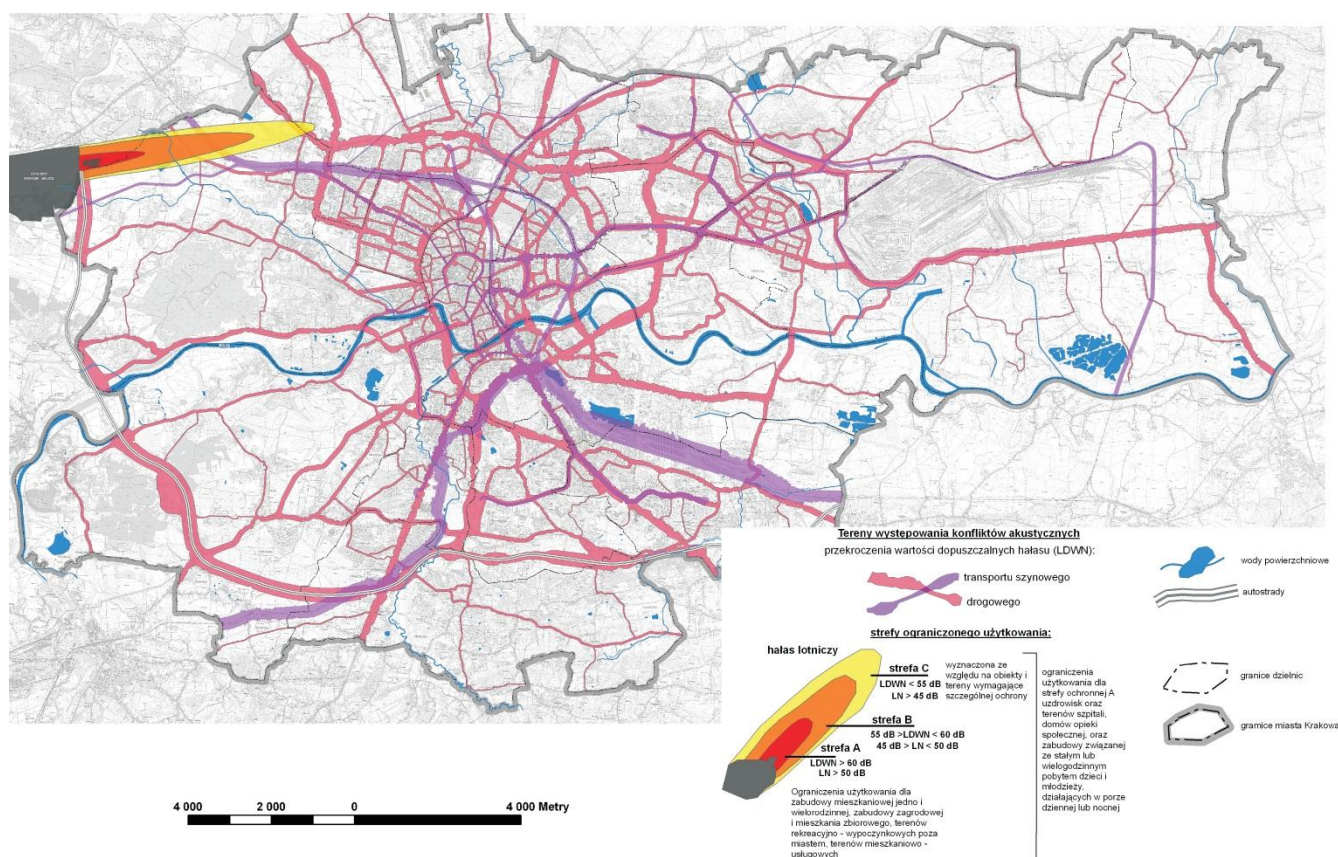 Tereny występowania konfliktów akustycznych
przekroczenia wartości dopuszczalnych hałasu (LDWN):
transportu szynowego
drogowego
wody powierzchniowe
autostrady
strefy ograniczonego użytkowania:
hałas lotniczy
strefa C
LDWN < 55 dB
LN > 45 dB
wyznaczona ze
względu na obiekty i
tereny wymagające
szczególnej ochrony
strefa B
55 dB >LDWN < 60 dB
45 dB > LN < 50 dB
strefa A
LDWN > 60 dB
LN > 50 dB
ograniczenia
użytkowania dla
strefy ochronnej A
uzdrowisk oraz
terenów szpitali,
domów opieki
społecznej, oraz
zabudowy związanej
ze stałym lub
wielogodzinnym
pobytem dzieci i
młodzieży,
działających w porze
dziennej lub nocnej
granice dzielnic
gramice miasta Krakowa
Ograniczenia użytkowania dla
zabudowy mieszkaniowej jedno i
wielorodzinnej, zabudowy zagrodowej
i mieszkania zbiorowego, terenów
rekreacyjno - wypoczynkowych poza
miastem, terenów mieszkaniowo -
usługowych
4 000 2 000 0 4 000 Metry